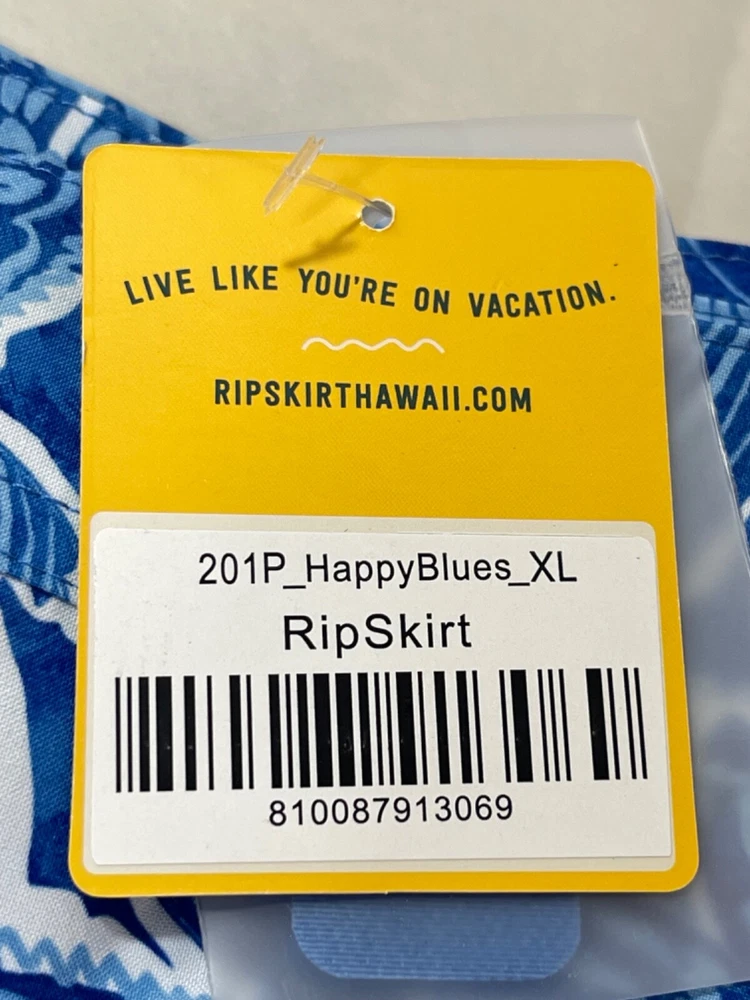 LIVE LIKE YOU'RE ON VACATION.
RIPSKIRTHAWAII.COM
201P_HappyBlues_XL
RipSkirt
810087913069